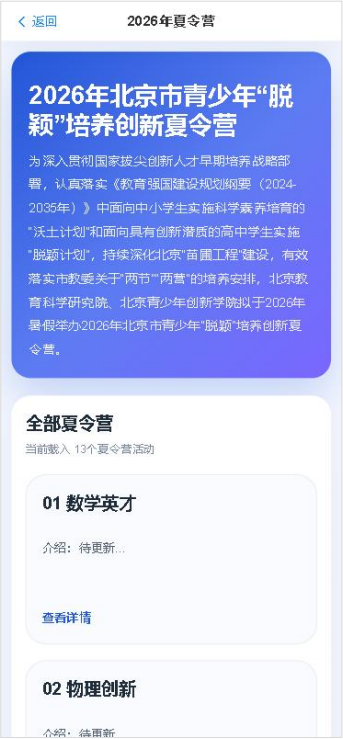 返回
2026年夏令营
2026年北京市青少年“脱
颖”培养创新夏令营
为深入贯彻国家拔尖创新人才早期培养战略部
署，认真落实《教育强国建设规划纲要（2024-
2035年）》中面向中小学生实施科学素养培育的
“沃土计划”和面向具有创新潜质的高中学生实施
“脱颖计划”，持续深化北京“苗圃工程”建设，有效
落实市教委关于“两节”“两营”的培养安排，北京教
育科学研究院、北京青少年创新学院拟于2026年
暑假举办2026年北京市青少年“脱颖”培养创新夏
令营。
全部夏令营
当前载入 13个夏令营活动
01 数学英才
介绍：待更新...
查看详情
02 物理创新
介绍：待更新